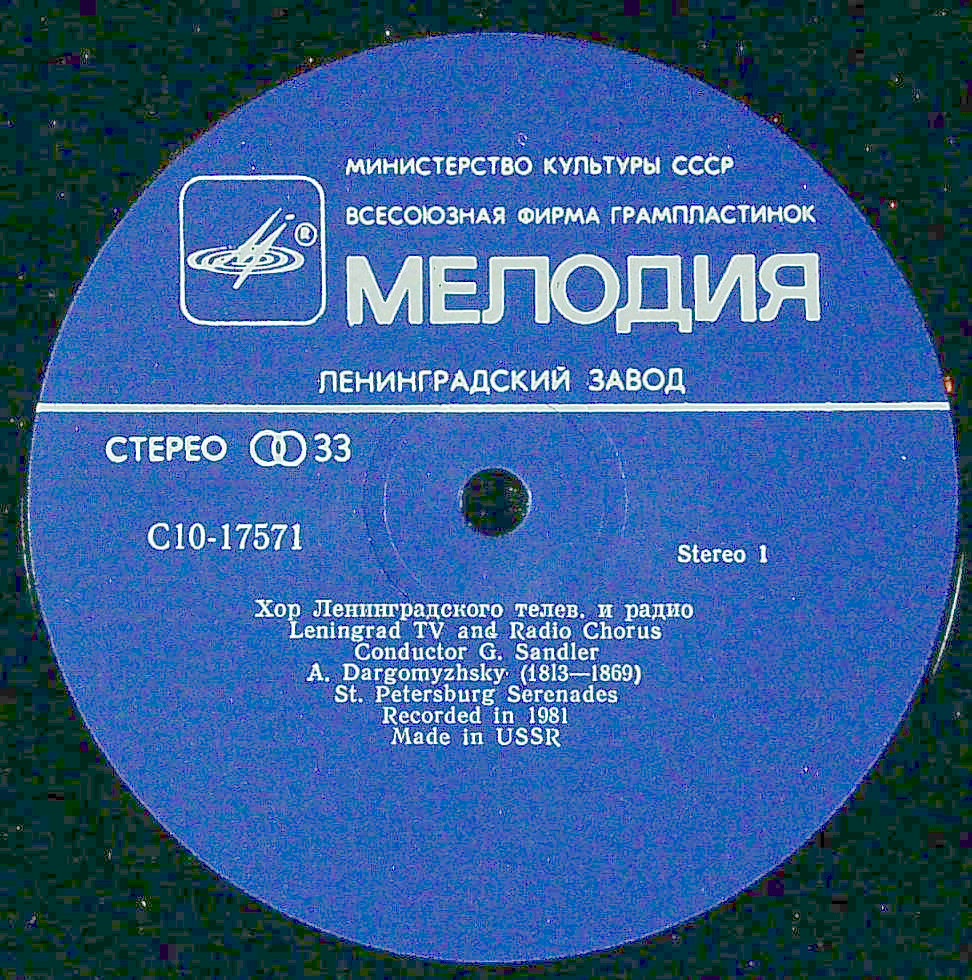 МИНИСТЕРСТВО КУЛЬТУРЫ СССР
ВСЕСОЮЗНАЯ ФИРМА ГРАМПЛАСТИНОК
®
МЕЛОДИЯ
ЛЕНИНГРАДСКИЙ ЗАВОД
СТЕРЕО 33
С10-17571
Stereo 1
Хор Ленинградского телев. и радио
Leningrad TV and Radio Chorus
Conductor G. Sandler
A. Dargomyzhsky (1813—1869)
St. Petersburg Serenades
Recorded in 1981
Made in USSR